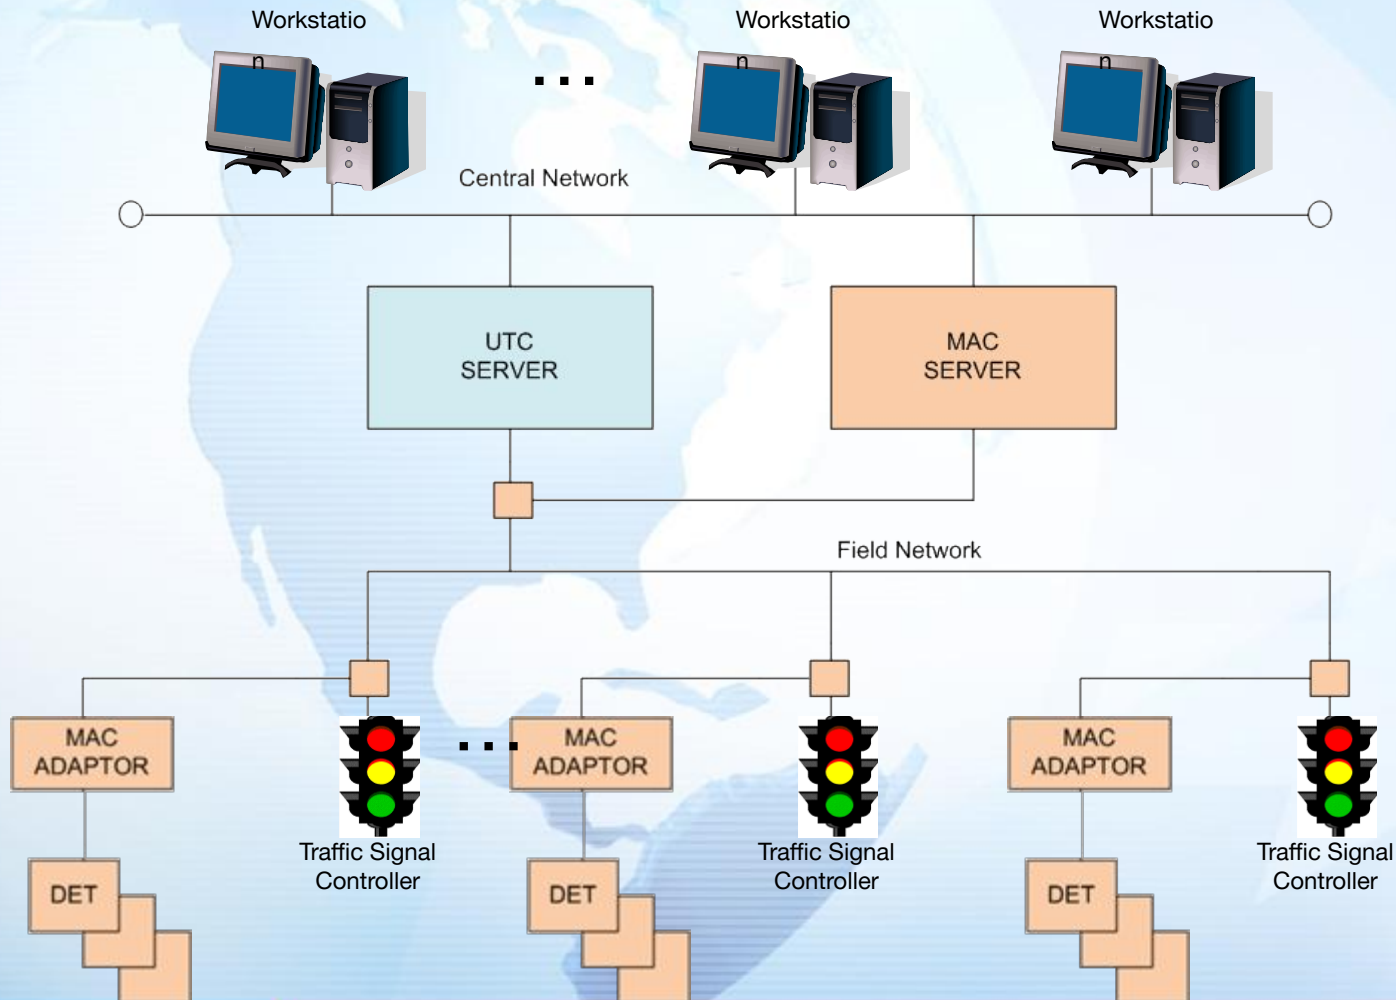 Workstatio
n
Workstatio
n
Workstatio
n
...
Central Network
UTC
SERVER
MAC
SERVER
Field Network
MAC
ADAPTOR
...
MAC
ADAPTOR
MAC
ADAPTOR
Traffic Signal
Controller
Traffic Signal
Controller
Traffic Signal
Controller
DET
DET
DET